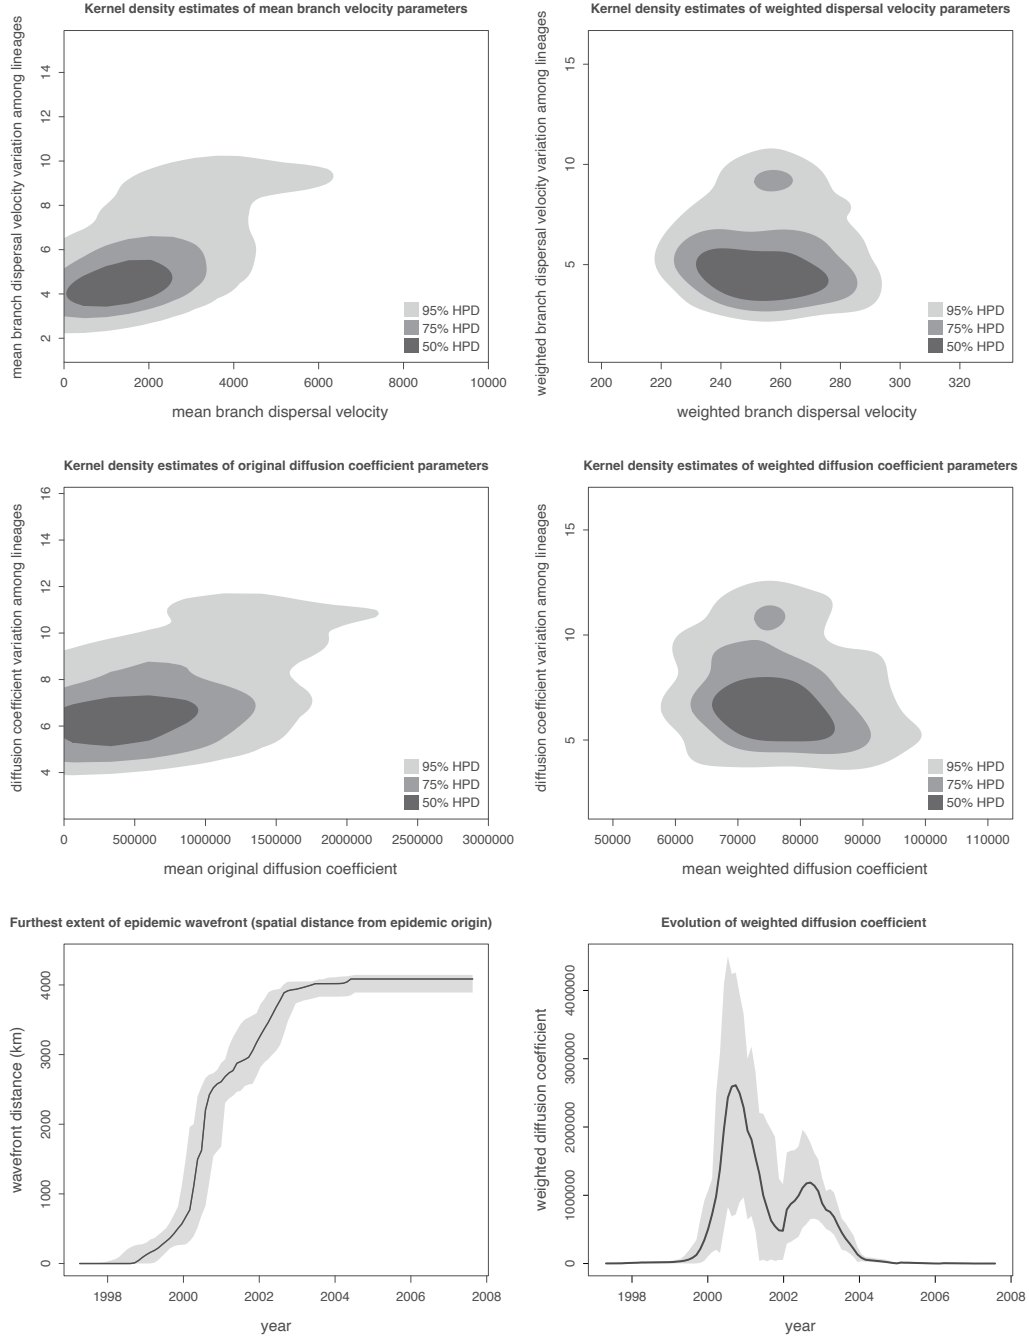 Kernel density estimates of mean branch velocity parameters
mean branch dispersal velocity variation among lineages
14
12
10
8
6
4
2
95% HPD
75% HPD
50% HPD
0 2000 4000 6000 8000 10000
mean branch dispersal velocity
Kernel density estimates of weighted dispersal velocity parameters
weighted branch dispersal velocity variation among lineages
15
10
5
95% HPD
75% HPD
50% HPD
200 220 240 260 280 300 320
weighted branch dispersal velocity
Kernel density estimates of original diffusion coefficient parameters
diffusion coefficient variation among lineages
16
14
12
10
8
6
4
95% HPD
75% HPD
50% HPD
0 500000 1000000 1500000 2000000 2500000 3000000
mean original diffusion coefficient
Kernel density estimates of weighted diffusion coefficient parameters
diffusion coefficient variation among lineages
15
10
5
95% HPD
75% HPD
50% HPD
50000 60000 70000 80000 90000 100000 110000
mean weighted diffusion coefficient
Furthest extent of epidemic wavefront (spatial distance from epidemic origin)
wavefront distance (km)
4000
3000
2000
1000
0
1998 2000 2002 2004 2006 2008
year
Evolution of weighted diffusion coefficient
weighted diffusion coefficient
4000000
3000000
2000000
1000000
0
1998 2000 2002 2004 2006 2008
year